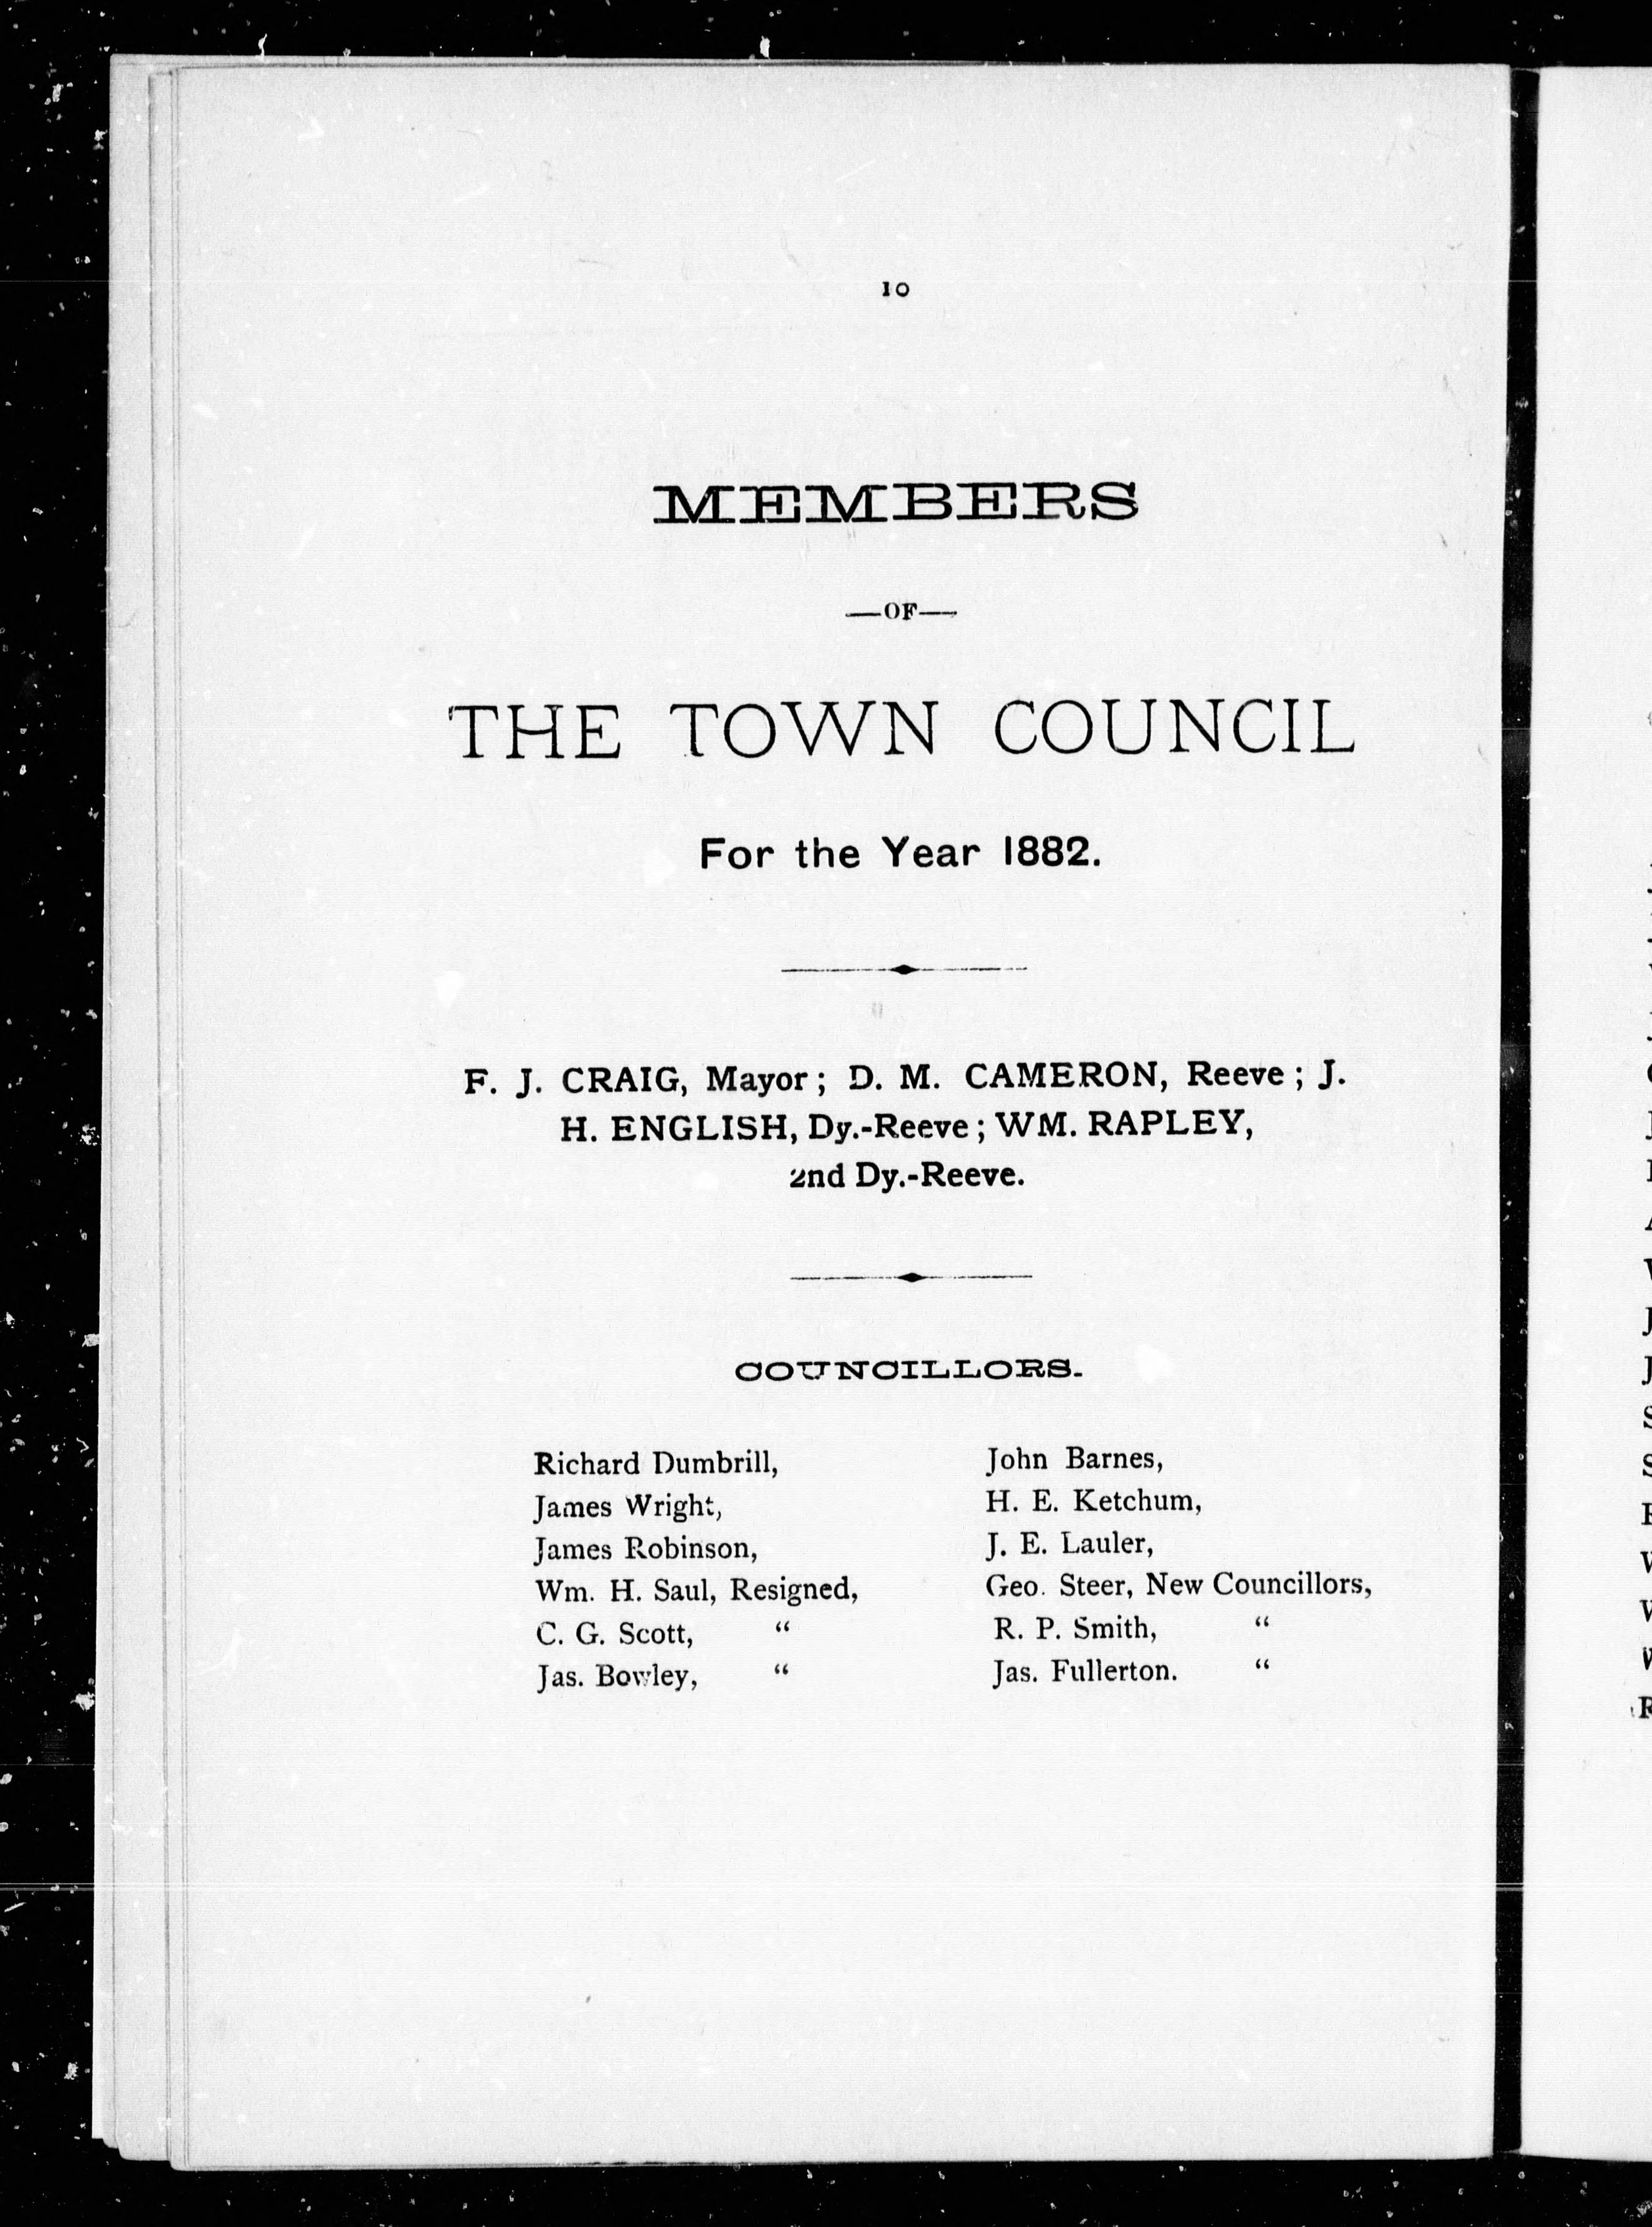 10
MEMBERS
—OF—
THE TOWN COUNCIL
For the Year 1882.
F. J. CRAIG, Mayor; D. M. CAMERON, Reeve; J.
H. ENGLISH, Dy.-Reeve; WM. RAPLEY,
2nd Dy.-Reeve.
COUNCILLORS.
Richard Dumbrill,
James Wright,
James Robinson,
Wm. H. Saul, Resigned,
C. G. Scott, “
Jas. Bowley, “
John Barnes,
H. E. Ketchum,
J. E. Lauler,
Geo. Steer, New Councillors,
R. P. Smith, “
Jas. Fullerton. “